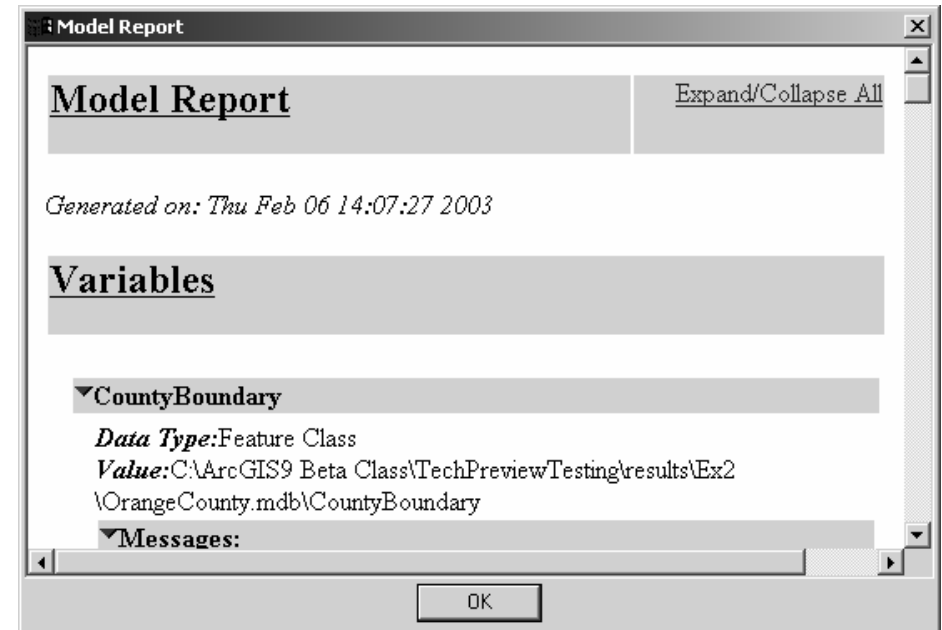 Model Report
Model Report
Expand/Collapse All
Generated on: Thu Feb 06 14:07:27 2003
Variables
CountyBoundary
Data Type:Feature Class
Value:C:\ArcGIS9 Beta Class\TechPreviewTesting\results\Ex2
\OrangeCounty.mdb\CountyBoundary
Messages:
OK